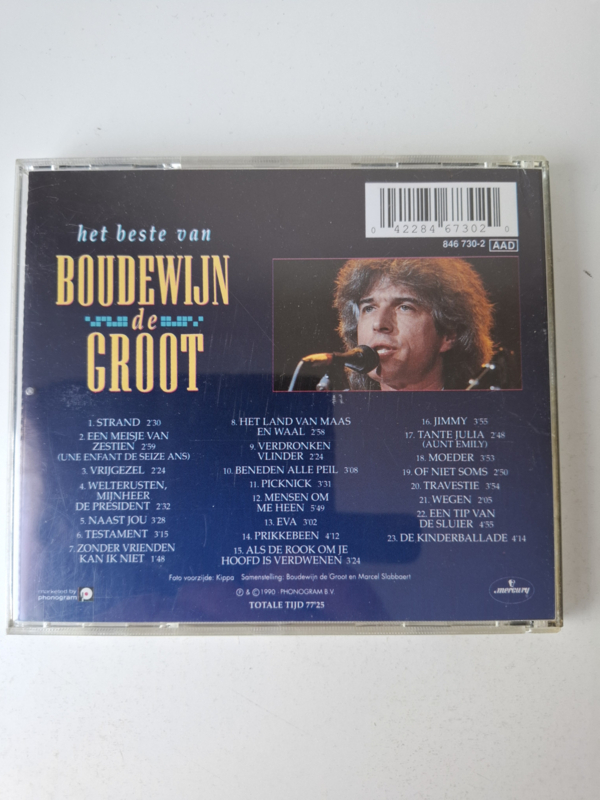 0 42284 67302 0
846 730-2 AAD
het beste van
BOUDEWIJN
de
GROOT
1. STRAND 2'30
2. EEN MEISJE VAN
ZESTIEN 2'59
(UNE ENFANT DE SEIZE ANS)
3. VRIJGEZEL 2'24
4. WELTERUSTEN,
MIJNHEER
DE PRESIDENT 2'32
5. NAAST JOU 3'28
6. TESTAMENT 3'15
7. ZONDER VRIENDEN
KAN IK NIET 1'48
8. HET LAND VAN MAAS
EN WAAL 2'58
9. VERDRONKEN
VLINDER 2'24
10. BENEDEN ALLE PEIL 3'08
11. PICKNICK 3'31
12. MENSEN OM
ME HEEN 5'49
13. EVA 3'02
14. PRIKKEBEEN 4'12
15. ALS DE ROOK OM JE
HOOFD IS VERDWENEN 3'24
16. JIMMY 3'55
17. TANTE JULIA 2'48
(AUNT EMILY)
18. MOEDER 3'53
19. OF NIET SOMS 2'50
20. TRAVESTIE 3'54
21. WEGEN 2'05
22. EEN TIP VAN
DE SLUIER 4'55
23. DE KINDERBALLADE 4'14
Foto voorzijde: Kippa Samenstelling: Boudewijn de Groot en Marcel Slabbaert
℗ & © 1990 · PHONOGRAM B.V.
TOTALE TIJD 77'25
marketed by
phonogram
mercury